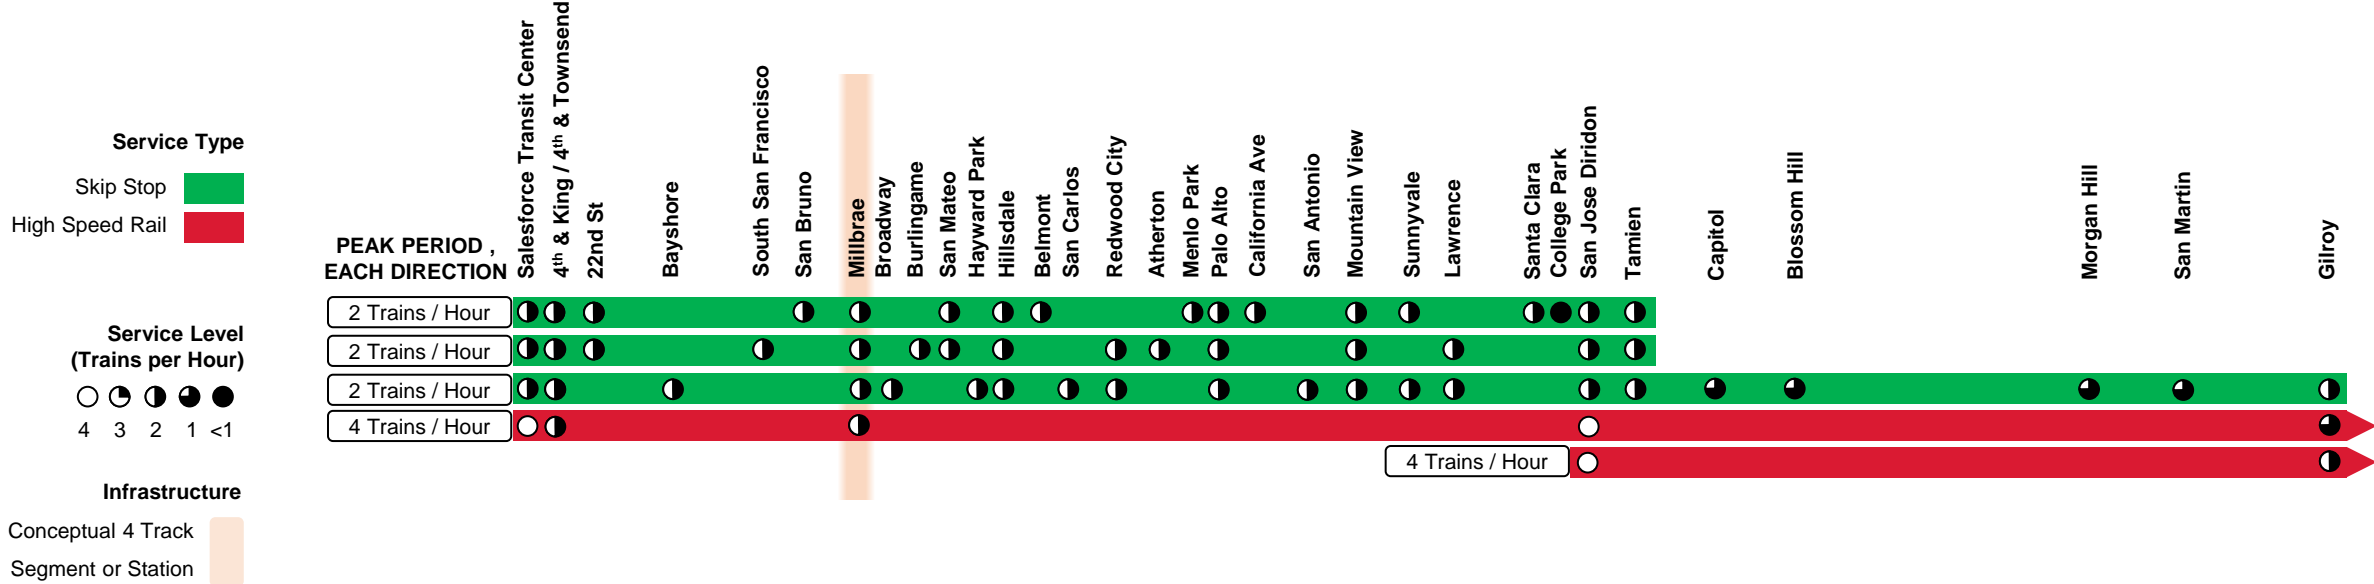 Service Type
Skip Stop
High Speed Rail
Service Level
(Trains per Hour)
4 3 2 1 <1
Infrastructure
Conceptual 4 Track
Segment or Station
PEAK PERIOD ,
EACH DIRECTION
Salesforce Transit Center
4th & King / 4th & Townsend
22nd St
Bayshore
South San Francisco
San Bruno
Millbrae
Broadway
Burlingame
San Mateo
Hayward Park
Hillsdale
Belmont
San Carlos
Redwood City
Atherton
Menlo Park
Palo Alto
California Ave
San Antonio
Mountain View
Sunnyvale
Lawrence
Santa Clara
College Park
San Jose Diridon
Tamien
Capitol
Blossom Hill
Morgan Hill
San Martin
Gilroy
2 Trains / Hour
2 Trains / Hour
2 Trains / Hour
4 Trains / Hour
4 Trains / Hour